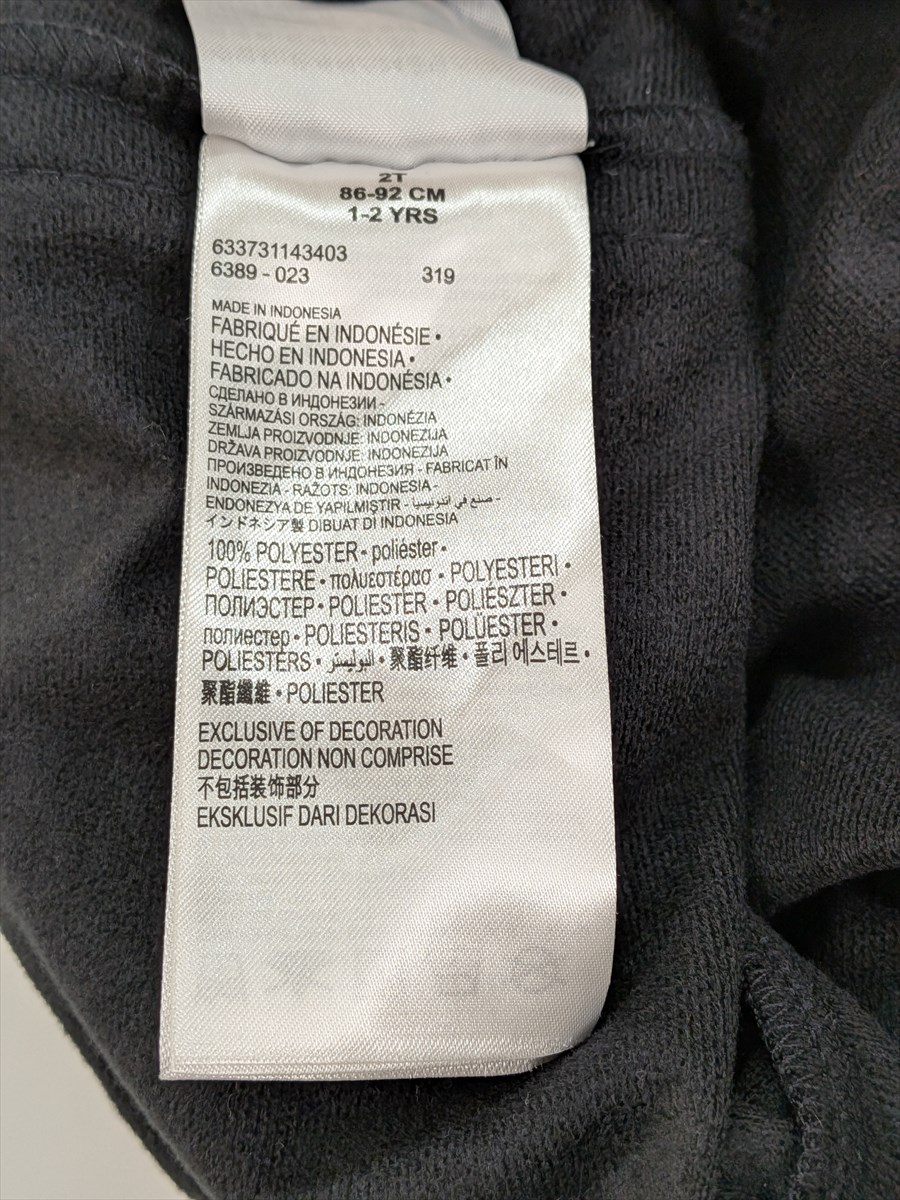 2T
86-92 CM
1-2 YRS
633731143403
6389 - 023 319
MADE IN INDONESIA
FABRIQUÉ EN INDONÉSIE •
HECHO EN INDONESIA •
FABRICADO NA INDONÉSIA •
СДЕЛАНО В ИНДОНЕЗИИ -
SZÁRMAZÁSI ORSZÁG: INDONÉZIA
ZEMLJA PROIZVODNJE: INDONEZIJA
DRŽAVA PROIZVODNJE: INDONEZIJA
ПРОИЗВЕДЕНО В ИНДОНЕЗИЯ - FABRICAT ÎN
INDONEZIA - RAŽOTS: INDONESIA -
ENDONEZYA DE YAPILMIŞTIR - صنع في اندونيسيا -
インドネシア製 DIBUAT DI INDONESIA
100% POLYESTER • poliéster •
POLIESTERE • πολυεστέρασ • POLYESTERI •
ПОЛИЭСТЕР • POLIESTER • POLIESZTER •
полиестер • POLIESTERIS • POLÜESTER •
POLIESTERS • البوليستر • 聚酯纤维 • 폴리 에스테르 •
聚酯纖維 • POLIESTER
EXCLUSIVE OF DECORATION
DECORATION NON COMPRISE
不包括装饰部分
EKSKLUSIF DARI DEKORASI